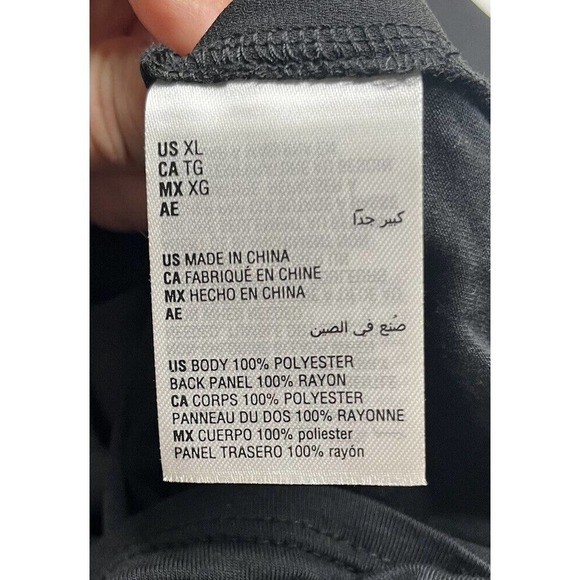 US XL
CA TG
MX XG
AE
كبير جدًا
US MADE IN CHINA
CA FABRIQUÉ EN CHINE
MX HECHO EN CHINA
AE
صُنع في الصين
US BODY 100% POLYESTER
BACK PANEL 100% RAYON
CA CORPS 100% POLYESTER
PANNEAU DU DOS 100% RAYONNE
MX CUERPO 100% poliester
PANEL TRASERO 100% rayón